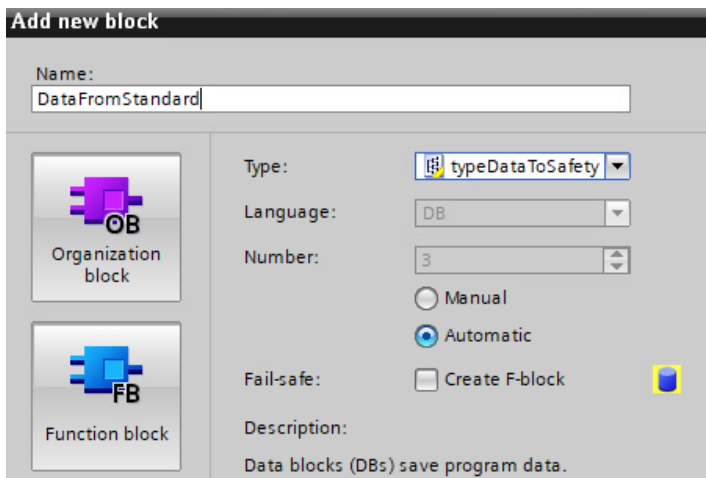 Add new block
Name:
DataFromStandard
OB
Organization
block
FB
Function block
Type:
typeDataToSafety
Language:
DB
Number:
3
Manual
Automatic
Fail-safe:
Create F-block
Description:
Data blocks (DBs) save program data.